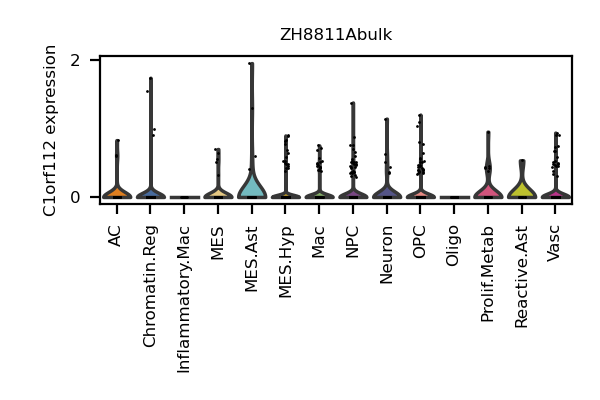 ZH8811Abulk
C1orf112 expression
2
0
AC
Chromatin.Reg
Inflammatory.Mac
MES
MES.Ast
MES.Hyp
Mac
NPC
Neuron
OPC
Oligo
Prolif.Metab
Reactive.Ast
Vasc